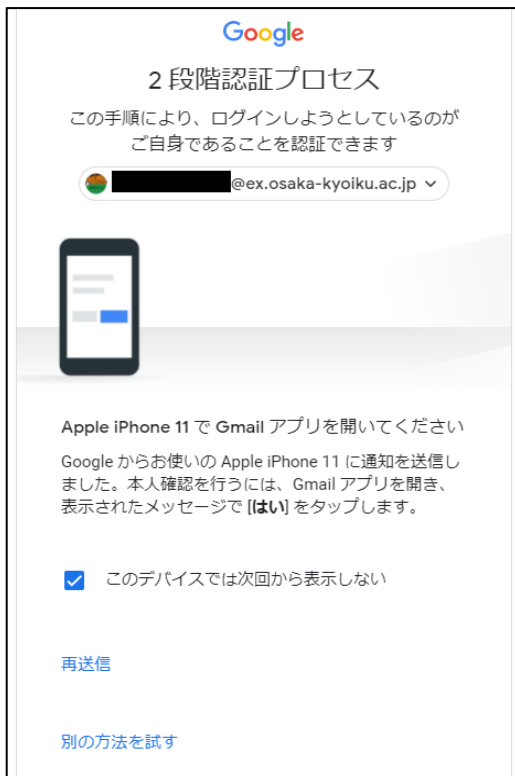 Google
2 段階認証プロセス
この手順により、ログインしようとしているのが
ご自身であることを認証できます
@ex.osaka-kyoiku.ac.jp
Apple iPhone 11 で Gmail アプリを開いてください
Google からお使いの Apple iPhone 11 に通知を送信し
ました。本人確認を行うには、Gmail アプリを開き、
表示されたメッセージで [はい] をタップします。
このデバイスでは次回から表示しない
再送信
別の方法を試す